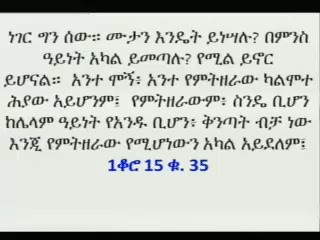 ነገር ግን ሰው። ሙታን እንዴት ይነሣሉ? በምንስ
ዓይነት አካል ይመጣሉ? የሚል ይኖር
ይሆናል። አንተ ሞኝ፥ አንተ የምትዘራው ካልሞተ
ሕያው አይሆንም፤ የምትዘራውም፥ ስንዴ ቢሆን
ከሌላም ዓይነት የአንዱ ቢሆን፥ ቅንጣት ብቻ ነው
እንጂ የምትዘራው የሚሆነውን አካል አይደለም፤
1ቆሮ 15 ቁ. 35